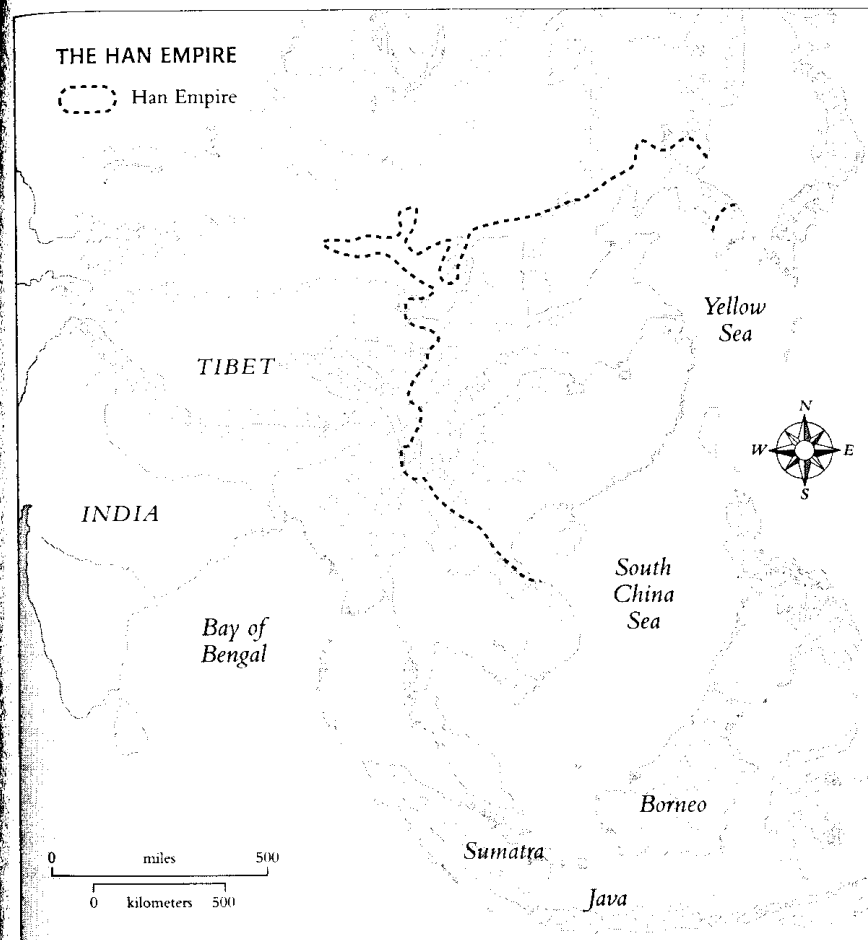 THE HAN EMPIRE
Han Empire
Yellow
Sea
TIBET
N
W
E
S
INDIA
South
China
Sea
Bay of
Bengal
Borneo
0 miles 500
Sumatra
0 kilometers 500
Java